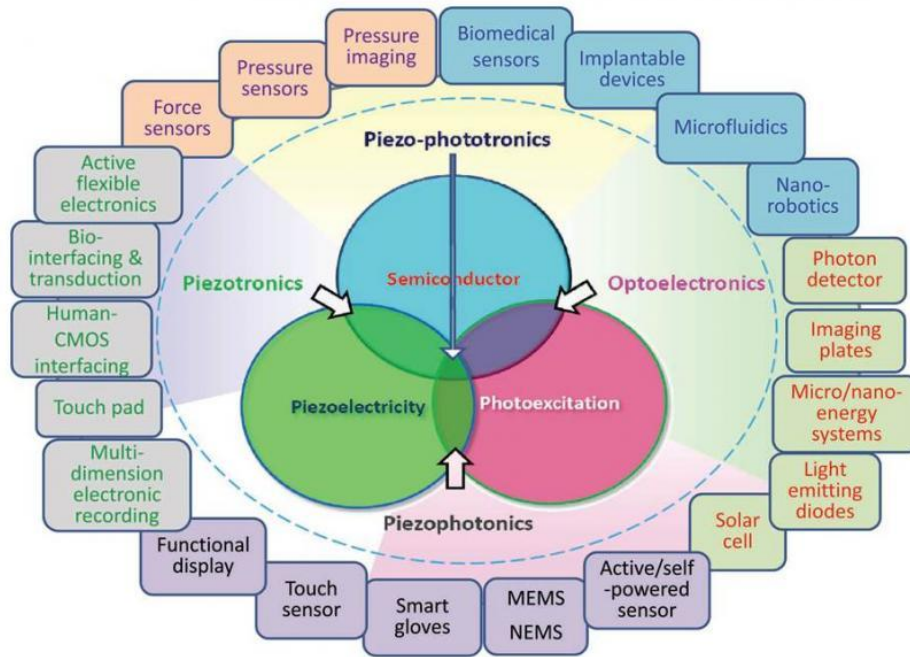 Pressure
imaging
Biomedical
sensors
Pressure
sensors
Implantable
devices
Force
sensors
Microfluidics
Piezo-phototronics
Active
flexible
electronics
Nano-
robotics
Bio-
interfacing &
transduction
Piezotronics
Semiconductor
Optoelectronics
Photon
detector
Human-
CMOS
interfacing
Imaging
plates
Touch pad
Piezoelectricity
Photoexcitation
Micro/nano-
energy
systems
Multi-
dimension
electronic
recording
Light
emitting
diodes
Piezophotonics
Solar
cell
Functional
display
Touch
sensor
Smart
gloves
MEMS
NEMS
Active/self
-powered
sensor